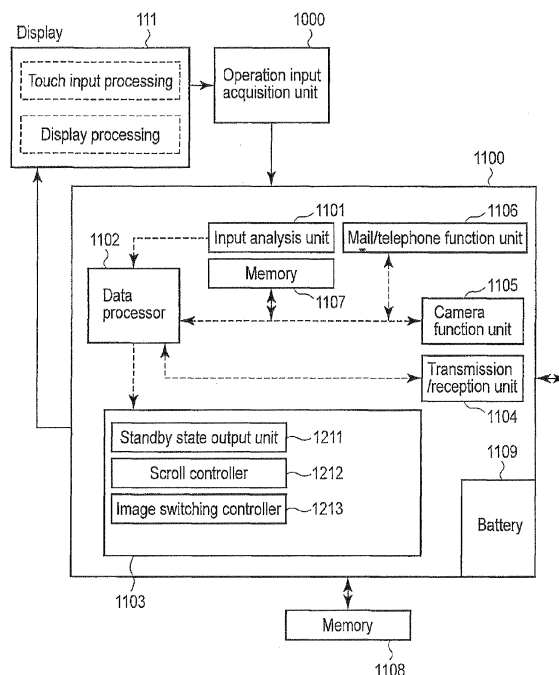 Display
111
1000
Touch input processing
Display processing
Operation input
acquisition unit
1100
1101
1106
1102
Input analysis unit
Mail/telephone function unit
Memory
1107
1105
Data
processor
Camera
function unit
Transmission
/reception unit
1104
Standby state output unit
1211
1109
Scroll controller
1212
Image switching controller
1213
Battery
1103
Memory
1108